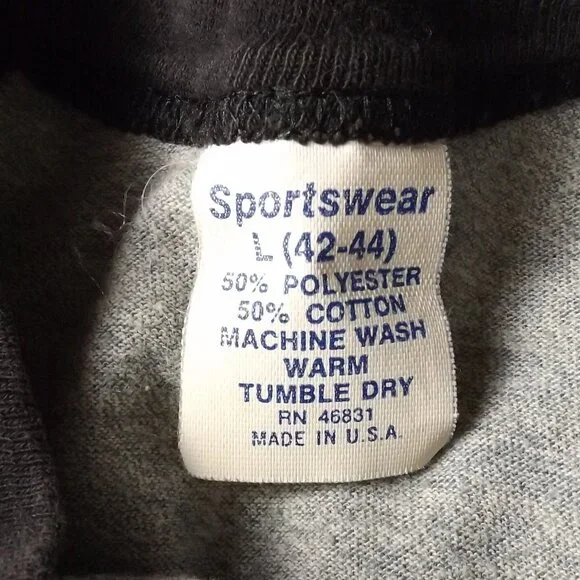 Sportswear
L (42-44)
50% POLYESTER
50% COTTON
MACHINE WASH
WARM
TUMBLE DRY
RN 46831
MADE IN U.S.A.